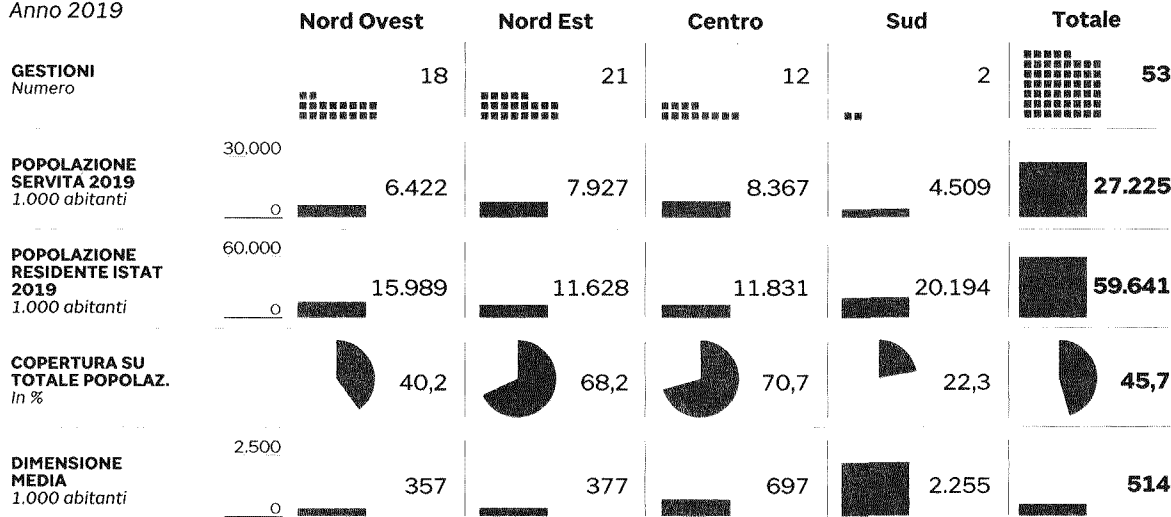 Anno 2019
Nord Ovest Nord Est Centro Sud Totale
GESTIONI
Numero
18 21 12 2 53
POPOLAZIONE
SERVITA 2019
1.000 abitanti
30.000
0
6.422 7.927 8.367 4.509 27.225
POPOLAZIONE
RESIDENTE ISTAT
2019
1.000 abitanti
60.000
0
15.989 11.628 11.831 20.194 59.641
COPERTURA SU
TOTALE POPOLAZ.
In %
40,2 68,2 70,7 22,3 45,7
DIMENSIONE
MEDIA
1.000 abitanti
2.500
0
357 377 697 2.255 514